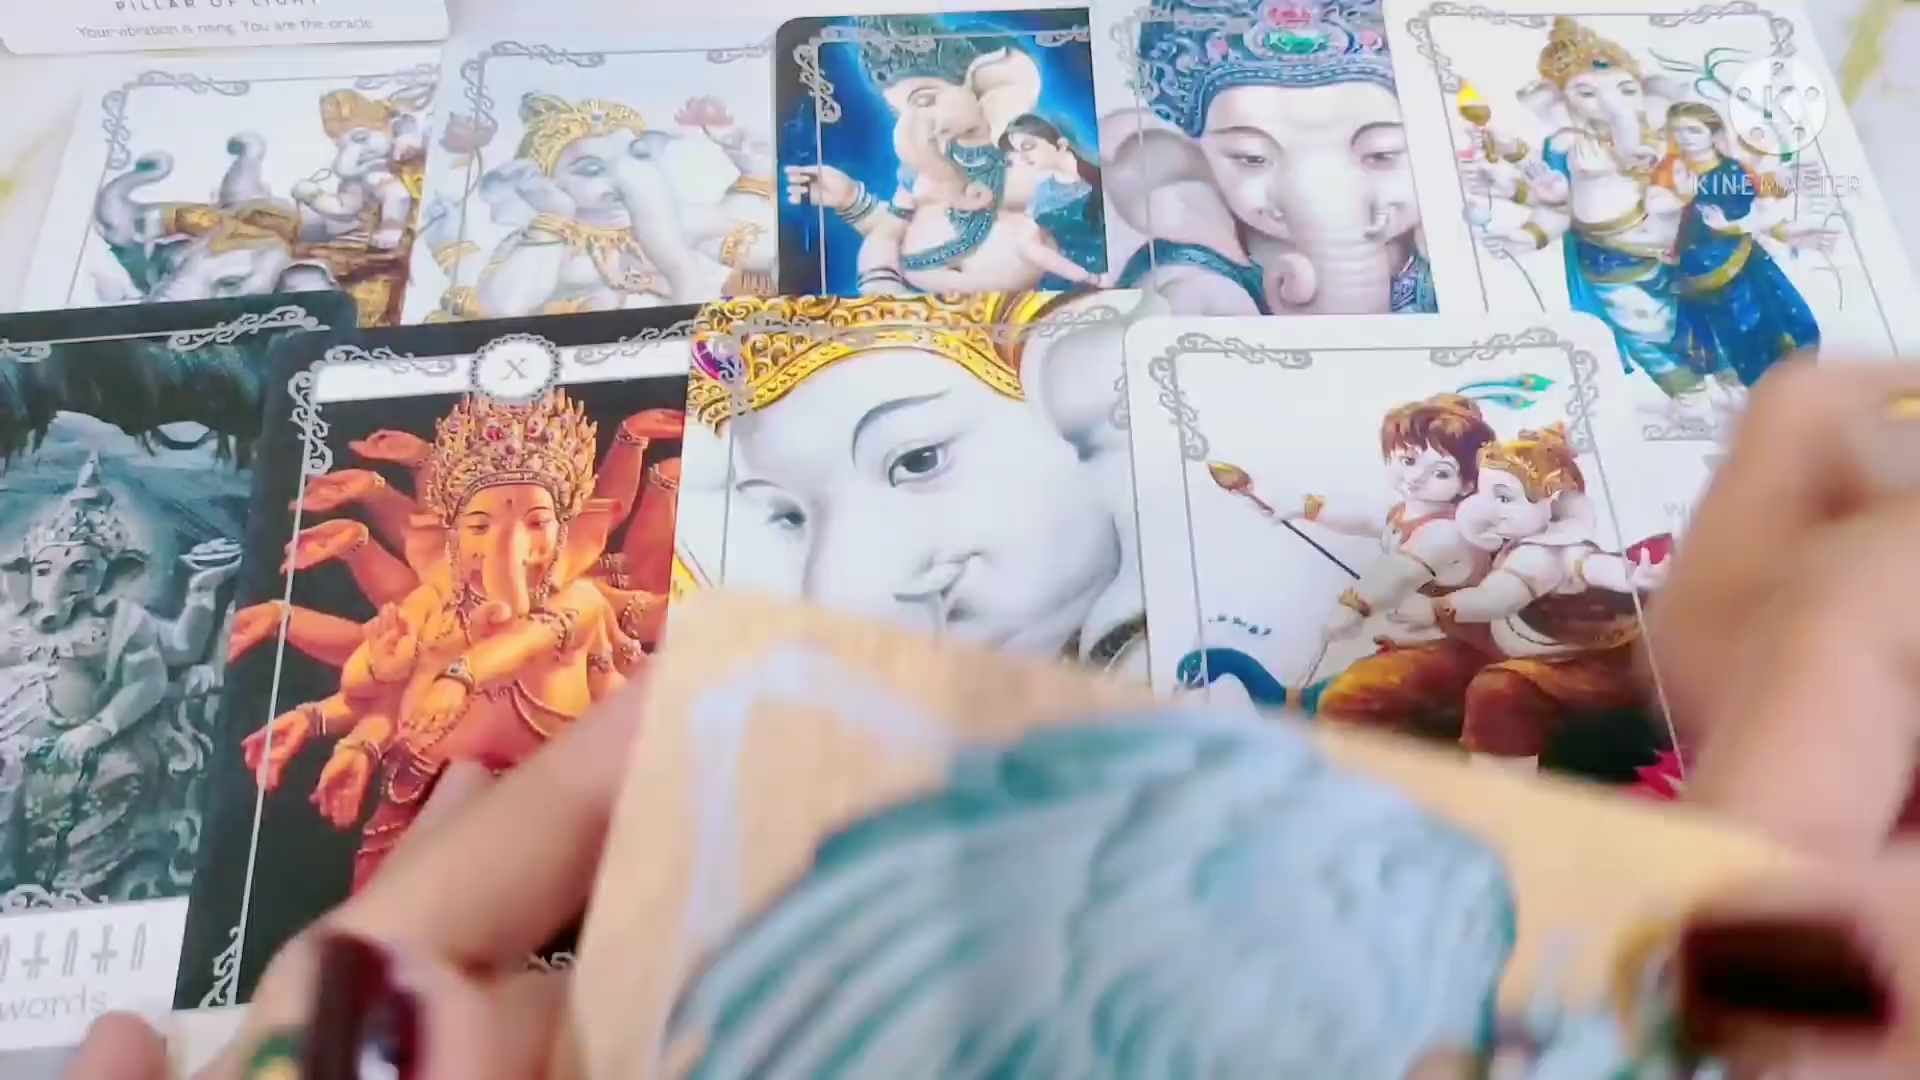 PILLAR OF LIGHT
Your vibration is rising. You are the oracle.
KINEMASTER
X
words